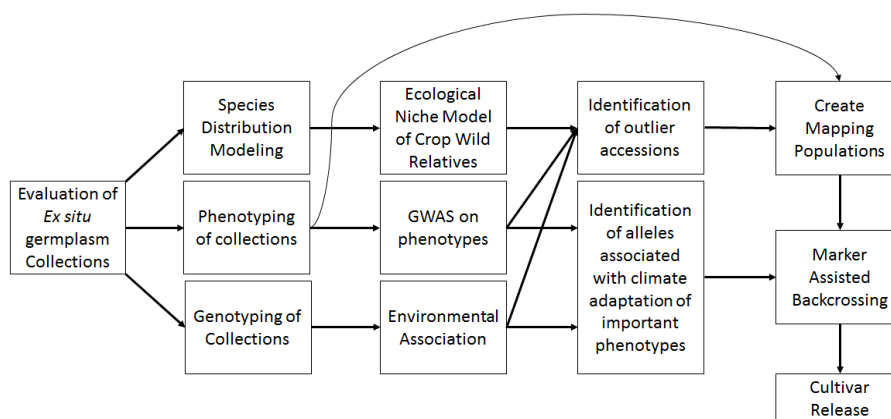 Evaluation of
Ex situ
germplasm
Collections
Species
Distribution
Modeling
Phenotyping
of collections
Genotyping of
Collections
Ecological
Niche Model
of Crop Wild
Relatives
GWAS on
phenotypes
Environmental
Association
Identification
of outlier
accessions
Identification
of alleles
associated
with climate
adaptation of
important
phenotypes
Create
Mapping
Populations
Marker
Assisted
Backcrossing
Cultivar
Release